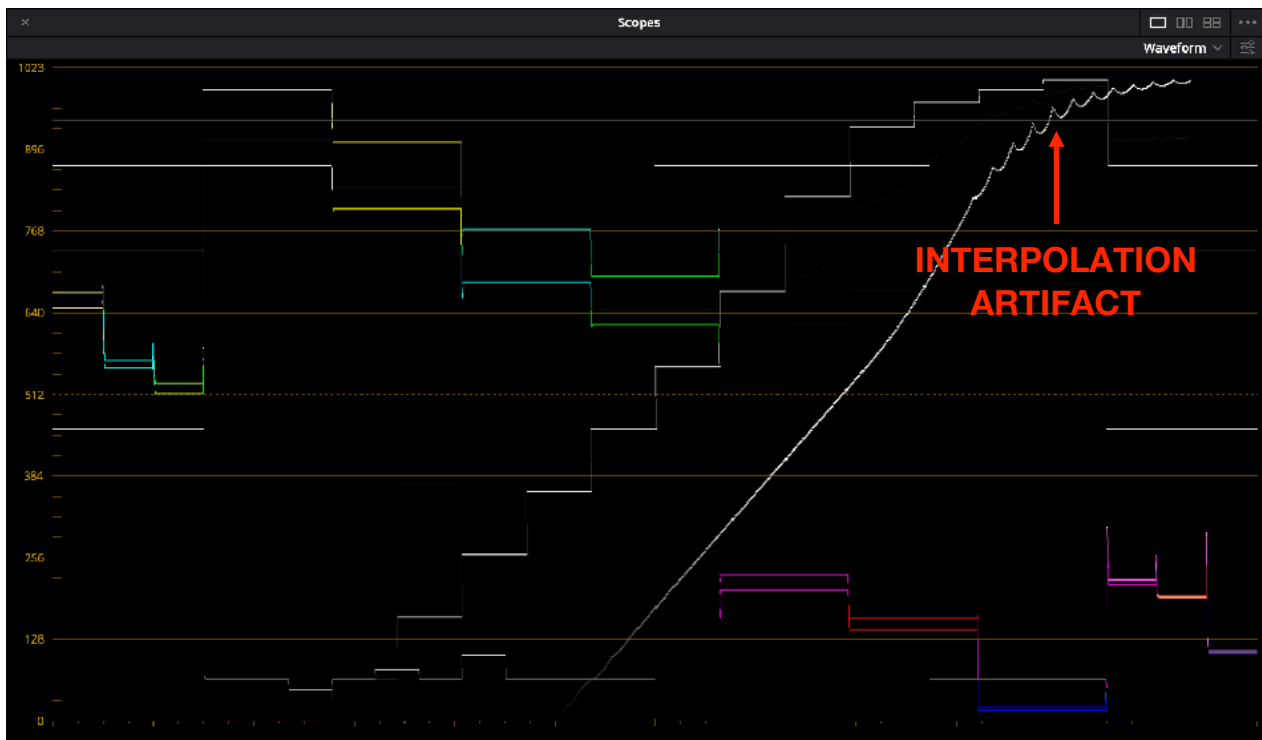 Scopes
Waveform
1023
896
768
640
512
384
256
128
0
INTERPOLATION
ARTIFACT